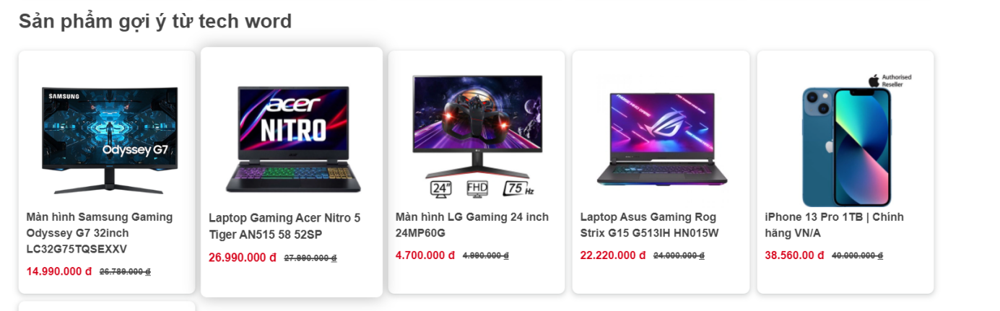 Sản phẩm gợi ý từ tech word
SAMSUNG
Odyssey G7
Màn hình Samsung Gaming
Odyssey G7 32inch
LC32G75TQSEXXV
14.990.000 đ 26.789.000 đ
acer
NITRO
Laptop Gaming Acer Nitro 5
Tiger AN515 58 52SP
26.990.000 đ 27.990.000 đ
24"
FHD
75 Hz
Màn hình LG Gaming 24 inch
24MP60G
4.700.000 đ 4.990.000 đ
Laptop Asus Gaming Rog
Strix G15 G513IH HN015W
22.220.000 đ 24.000.000 đ
Authorised
Reseller
iPhone 13 Pro 1TB | Chính
hãng VN/A
38.560.00 đ 40.000.000 đ